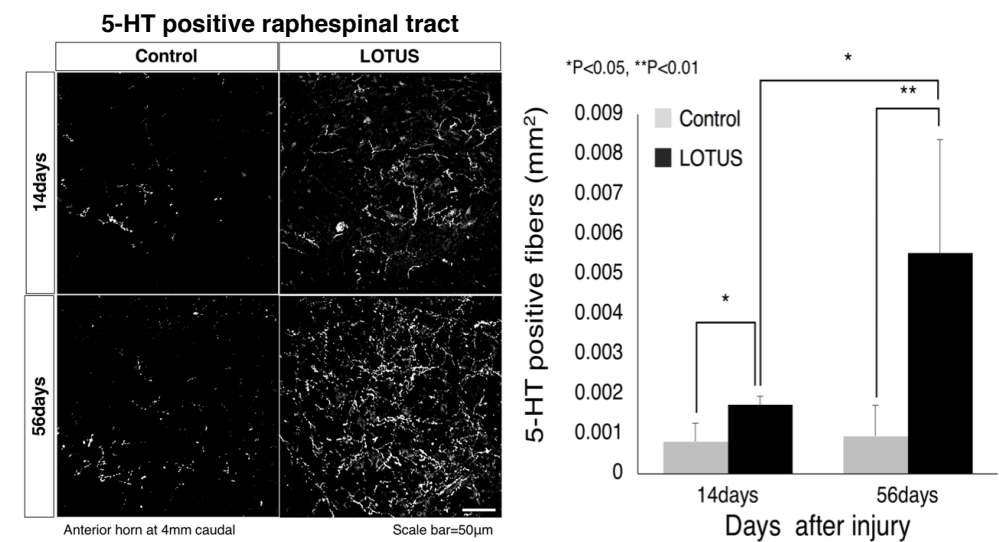 5-HT positive raphespinal tract
Control
LOTUS
14days
56days
Anterior horn at 4mm caudal
Scale bar=50μm
*P<0.05, **P<0.01
*
**
*
Control
LOTUS
5-HT positive fibers (mm²)
0.009
0.008
0.007
0.006
0.005
0.004
0.003
0.002
0.001
0
14days
56days
Days after injury